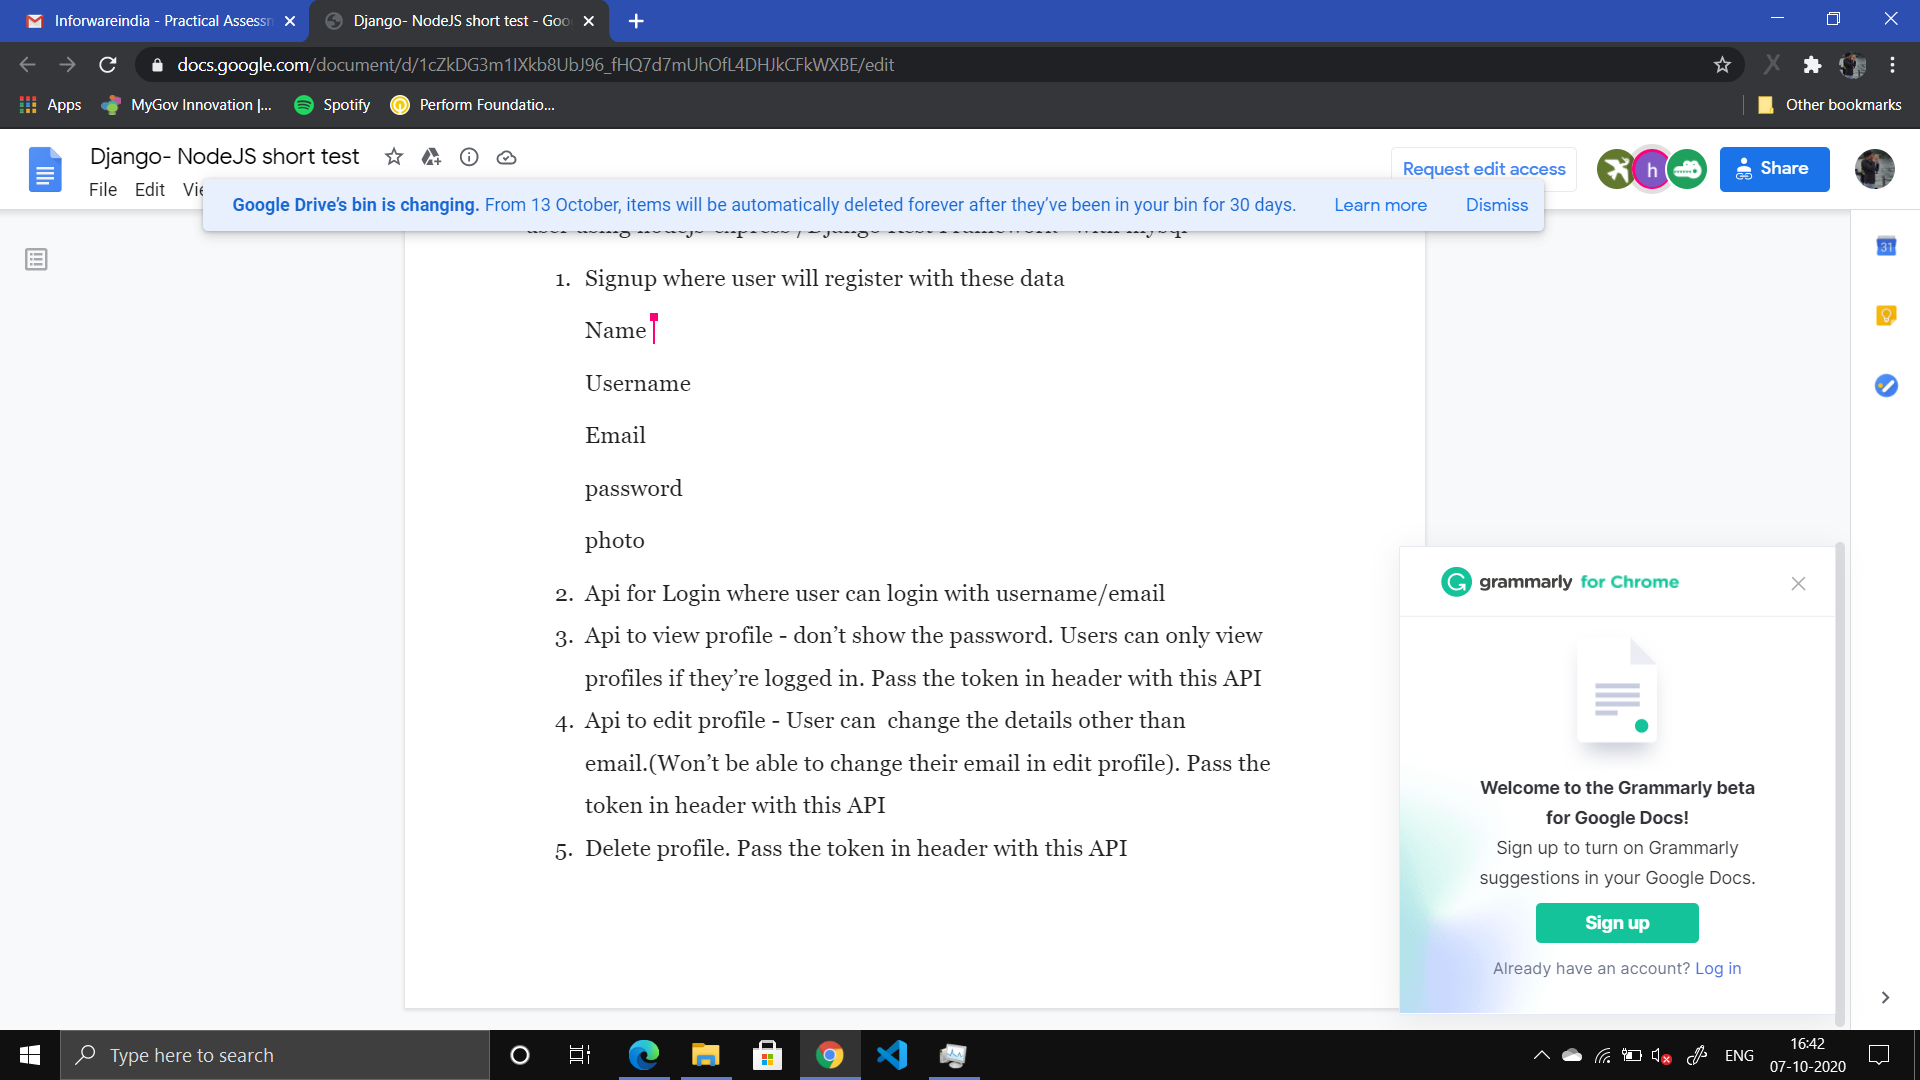 Inforwareindia - Practical Assessm
Django- NodeJS short test - Goo
docs.google.com/document/d/1cZkDG3m1IXkb8UbJ96_fHQ7d7mUhOfL4DHJkCFkWXBE/edit
Apps
MyGov Innovation |...
Spotify
Perform Foundatio...
Other bookmarks
Django- NodeJS short test
Request edit access
h
Share
File
Edit
Vie
Google Drive's bin is changing. From 13 October, items will be automatically deleted forever after they've been in your bin for 30 days.
Learn more
Dismiss
user using nodejs-express / Django Rest Framework - with mysql
31
1. Signup where user will register with these data
Name
Username
Email
password
photo
2. Api for Login where user can login with username/email
3. Api to view profile - don't show the password. Users can only view
profiles if they're logged in. Pass the token in header with this API
4. Api to edit profile - User can  change the details other than
email.(Won't be able to change their email in edit profile). Pass the
token in header with this API
5. Delete profile. Pass the token in header with this API
grammarly for Chrome
Welcome to the Grammarly beta
for Google Docs!
Sign up to turn on Grammarly
suggestions in your Google Docs.
Sign up
Already have an account? Log in
Type here to search
ENG
16:42
07-10-2020